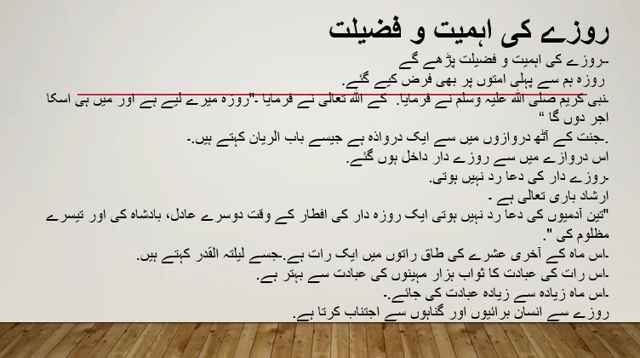 روزے کی اہمیت و فضیلت
۔روزے کی اہمیت و فضیلت پڑھے گے
روزہ ہم سے پہلی امتوں پر بھی فرض کیے گئے.
.نبی کریم صلی اللہ علیہ وسلم نے فرمایا. کے اللہ تعالی نے فرمایا ۔"روزہ میرے لیے ہے اور میں ہی اسکا
اجر دوں گا “
.جنت کے آٹھ دروازوں میں سے ایک دروادہ ہے جیسے باب الریان کہتے ہیں.۔
اس دروازے میں سے روزے دار داخل ہوں گئے.
.روزے دار کی دعا رد نہیں ہوتی.
ارشاد باری تعالی ہے ۔
"تین آدمیوں کی دعا رد نہیں ہوتی ایک روزہ دار کی افطار کے وقت دوسرے عادل، بادشاہ کی اور تیسرے
مظلوم کی ".
.اس ماہ کے آخری عشرے کی طاق راتوں میں ایک رات ہے..جسے لیلتہ القدر کہتے ہیں.
.اس رات کی عبادت کا ثواب ہزار مہینوں کی عبادت سے بہتر ہے.
.اس ماہ زیادہ سے زیادہ عبادت کی جائے.۔
روزے سے انسان برائیوں اور گناہوں سے اجتناب کرتا ہے.